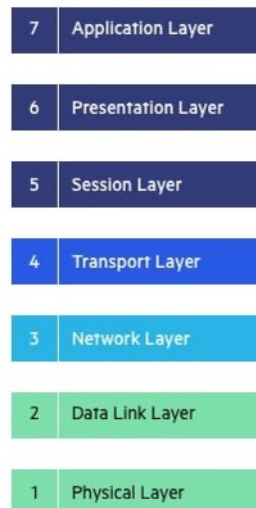 7 Application Layer
6 Presentation Layer
5 Session Layer
4 Transport Layer
3 Network Layer
2 Data Link Layer
1 Physical Layer